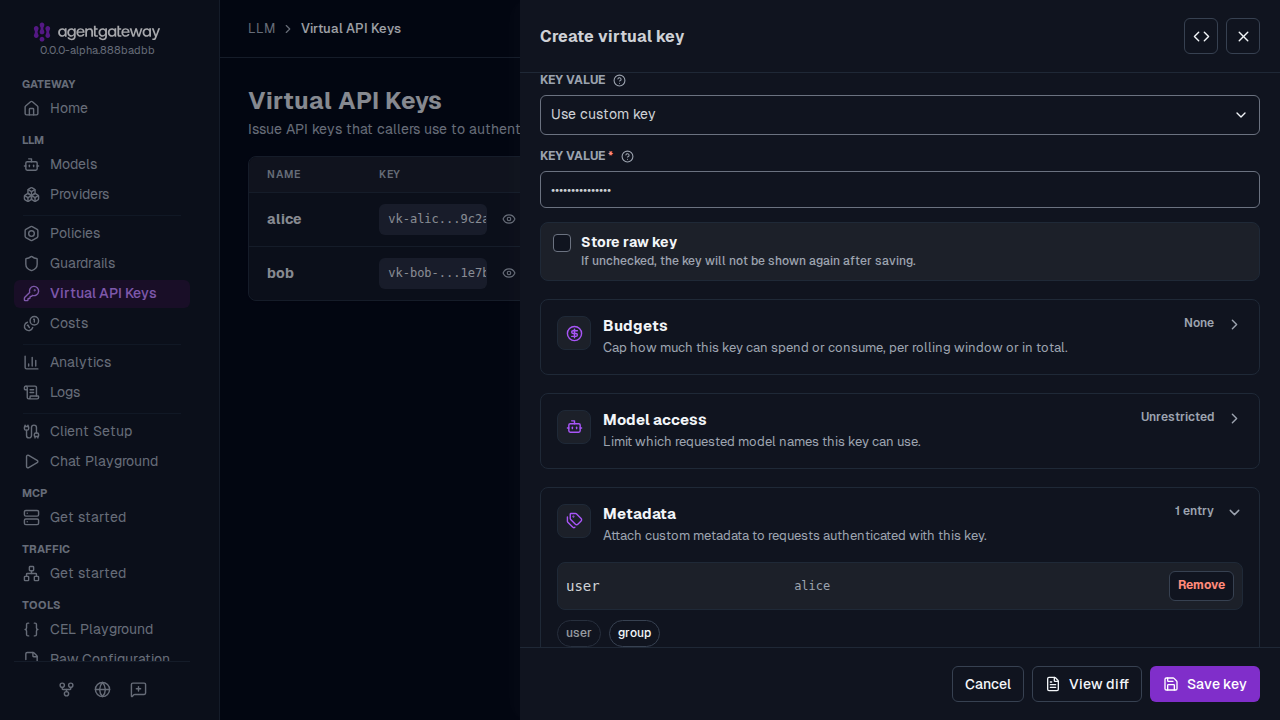 agentgateway
0.0.0-alpha.888badbb
GATEWAY
Home
LLM
Models
Providers
Policies
Guardrails
Virtual API Keys
Costs
Analytics
Logs
Client Setup
Chat Playground
MCP
Get started
TRAFFIC
Get started
TOOLS
CEL Playground
Raw Configuration
LLM > Virtual API Keys
Virtual API Keys
Issue API keys that callers use to authent
NAME KEY
alice vk-alic...9c2a
bob vk-bob-...1e7b
Create virtual key
KEY VALUE
Use custom key
KEY VALUE *
•••••••••••••••
Store raw key
If unchecked, the key will not be shown again after saving.
Budgets
None
Cap how much this key can spend or consume, per rolling window or in total.
Model access
Unrestricted
Limit which requested model names this key can use.
Metadata
1 entry
Attach custom metadata to requests authenticated with this key.
user alice Remove
user group
Cancel View diff Save key